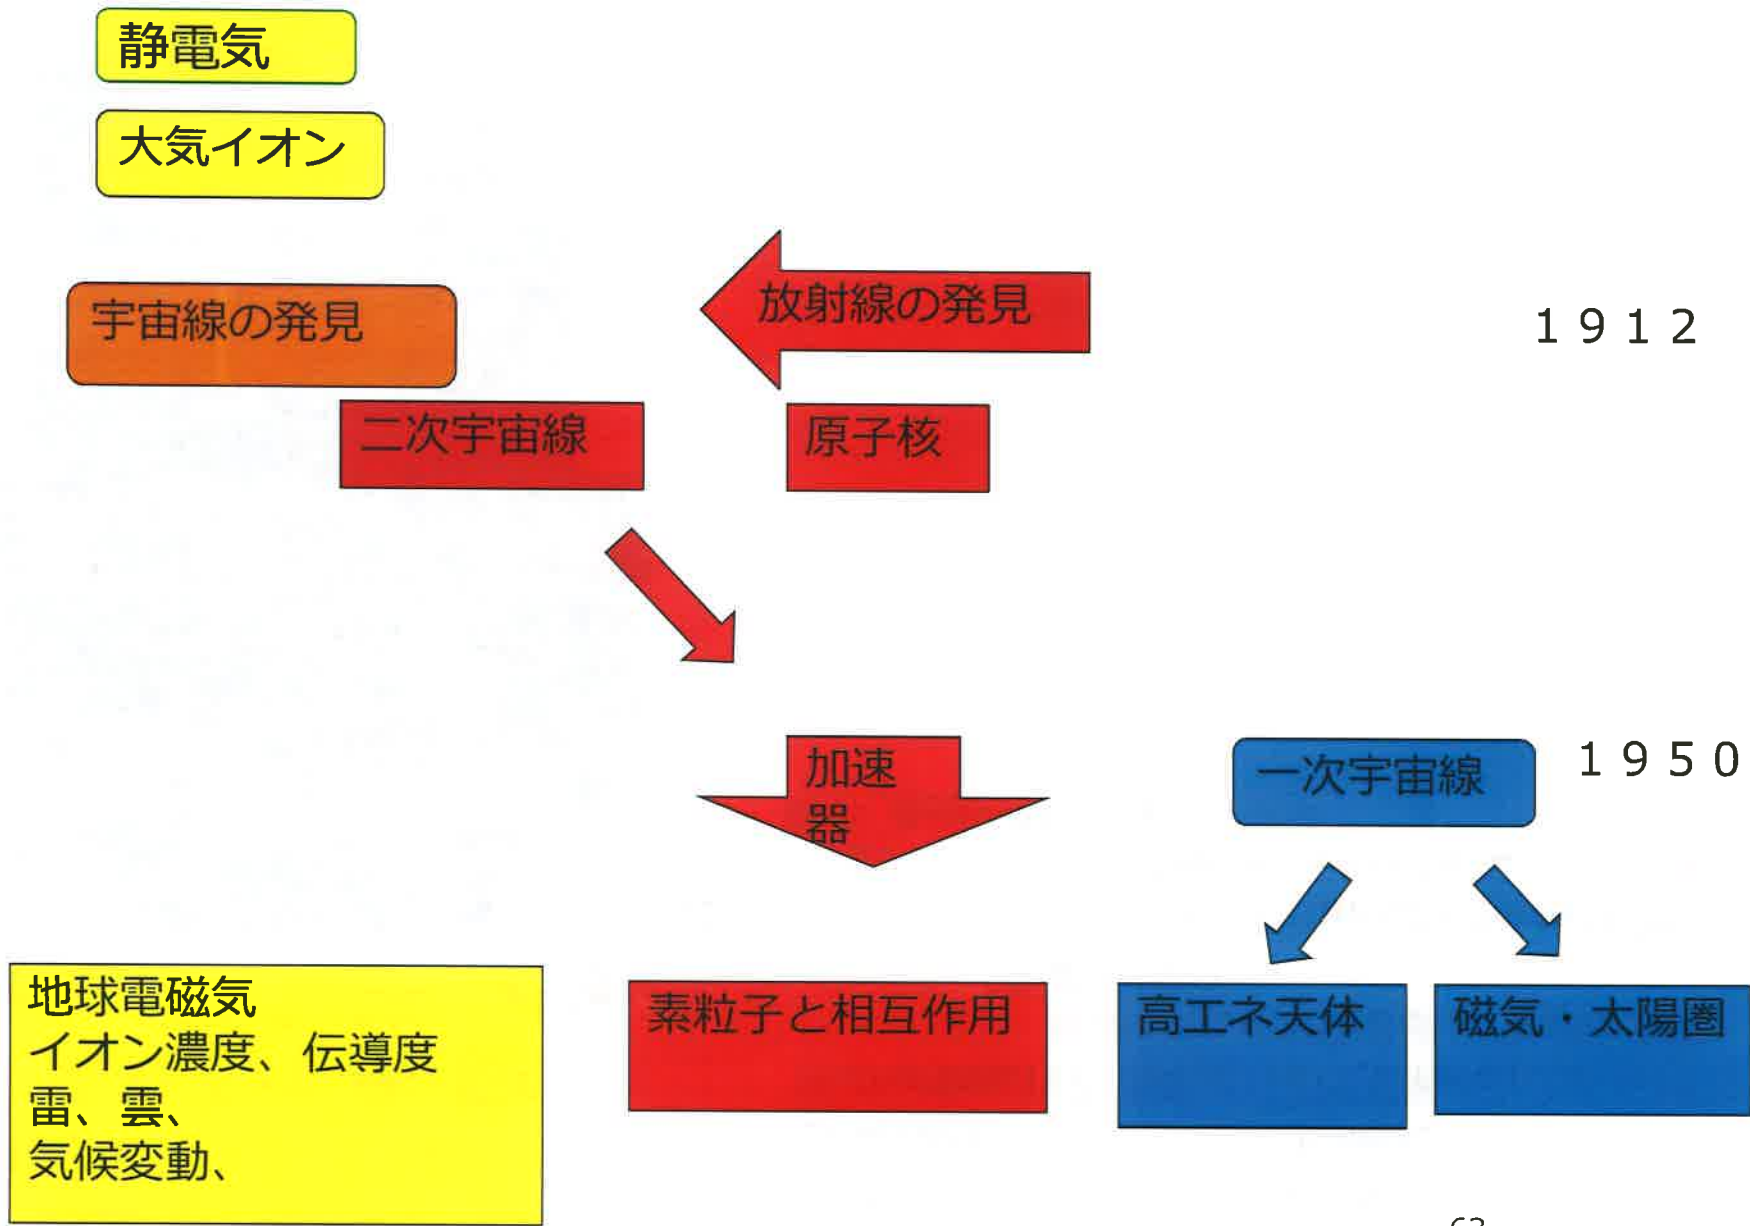 静電気
大気イオン
宇宙線の発見
放射線の発見
１９１２
二次宇宙線
原子核
加速
器
一次宇宙線
１９５０
地球電磁気
イオン濃度、伝導度
雷、雲、
気候変動、
素粒子と相互作用
高エネ天体
磁気・太陽圏